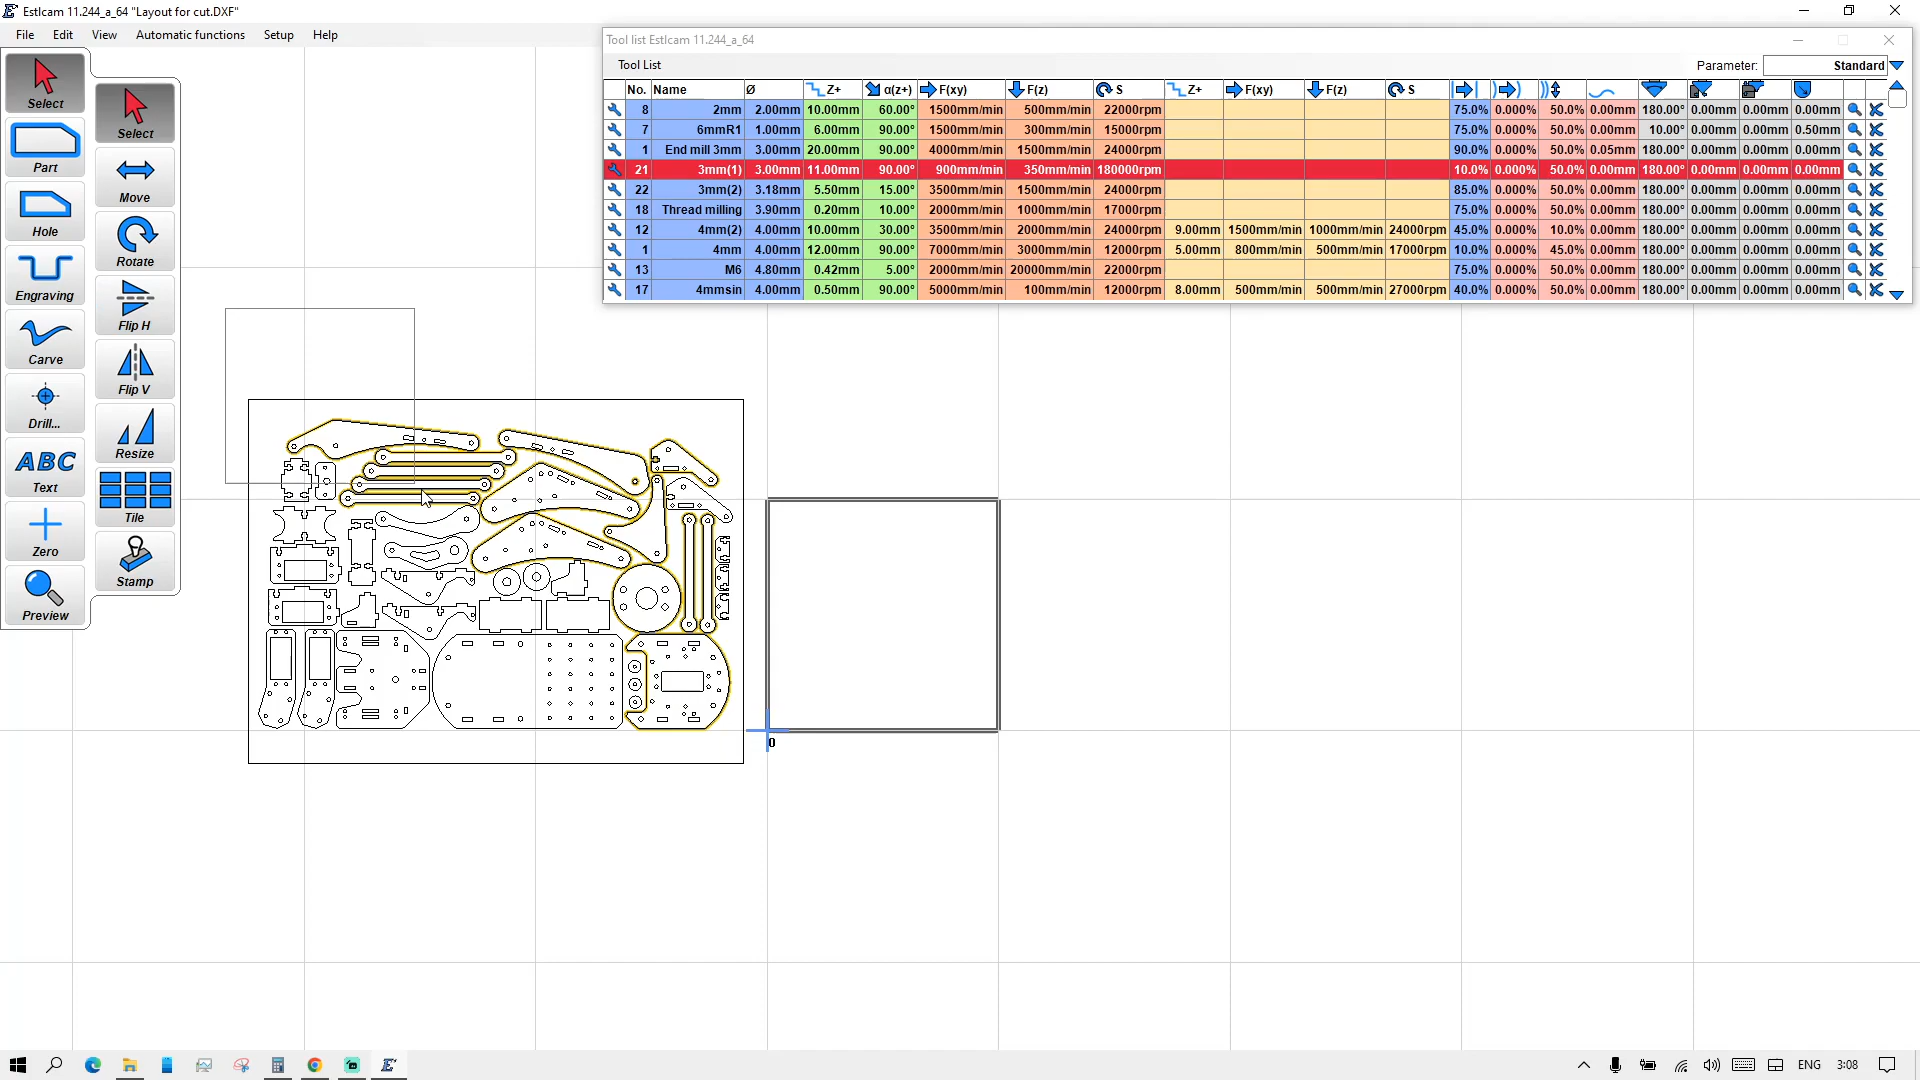 Estlcam 11.244_a_64 "Layout for cut.DXF"
File Edit View Automatic functions Setup Help
Tool list Estlcam 11.244_a_64
Tool List Parameter: Standard
No. Name Ø Z+ α(z+) F(xy) F(z) S Z+ F(xy) F(z) S
8 2mm 2.00mm 10.00mm 60.00° 1500mm/min 500mm/min 22000rpm 75.0% 0.000% 50.0% 0.00mm 180.00° 0.00mm 0.00mm 0.00mm
7 6mmR1 1.00mm 6.00mm 90.00° 1500mm/min 300mm/min 15000rpm 75.0% 0.000% 50.0% 0.00mm 10.00° 0.00mm 0.00mm 0.50mm
1 End mill 3mm 3.00mm 20.00mm 90.00° 4000mm/min 1500mm/min 24000rpm 90.0% 0.000% 50.0% 0.05mm 180.00° 0.00mm 0.00mm 0.00mm
21 3mm(1) 3.00mm 11.00mm 90.00° 900mm/min 350mm/min 180000rpm 10.0% 0.000% 50.0% 0.00mm 180.00° 0.00mm 0.00mm 0.00mm
22 3mm(2) 3.18mm 5.50mm 15.00° 3500mm/min 1500mm/min 24000rpm 85.0% 0.000% 50.0% 0.00mm 180.00° 0.00mm 0.00mm 0.00mm
18 Thread milling 3.90mm 0.20mm 10.00° 2000mm/min 1000mm/min 17000rpm 75.0% 0.000% 50.0% 0.00mm 180.00° 0.00mm 0.00mm 0.00mm
12 4mm(2) 4.00mm 10.00mm 30.00° 3500mm/min 2000mm/min 24000rpm 9.00mm 1500mm/min 1000mm/min 24000rpm 45.0% 0.000% 10.0% 0.00mm 180.00° 0.00mm 0.00mm 0.00mm
1 4mm 4.00mm 12.00mm 90.00° 7000mm/min 3000mm/min 12000rpm 5.00mm 800mm/min 500mm/min 17000rpm 10.0% 0.000% 45.0% 0.00mm 180.00° 0.00mm 0.00mm 0.00mm
13 M6 4.80mm 0.42mm 5.00° 2000mm/min 20000mm/min 22000rpm 75.0% 0.000% 50.0% 0.00mm 180.00° 0.00mm 0.00mm 0.00mm
17 4mmsin 4.00mm 0.50mm 90.00° 5000mm/min 100mm/min 12000rpm 8.00mm 500mm/min 500mm/min 27000rpm 40.0% 0.000% 50.0% 0.00mm 180.00° 0.00mm 0.00mm 0.00mm
Select
Part
Hole
Engraving
Carve
Drill...
ABC
Text
Zero
Preview
Select
Move
Rotate
Flip H
Flip V
Resize
Tile
Stamp
0
ENG 3:08